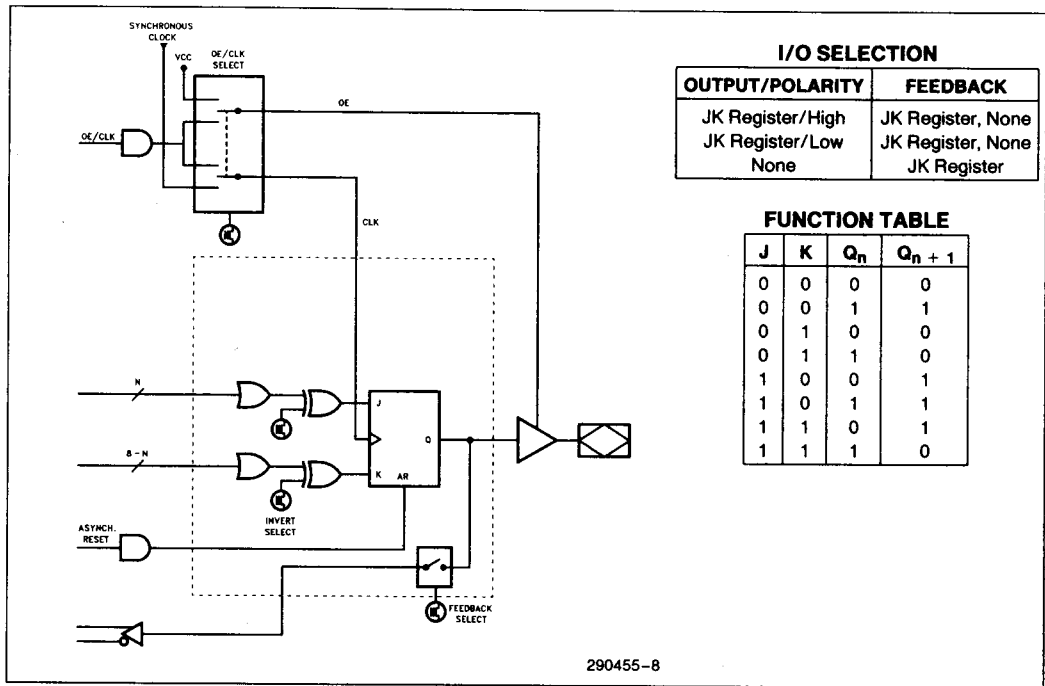 SYNCHRONOUS
CLOCK
VCC
OE/CLK
SELECT
OE
OE/CLK
CLK
N
J
Q
8-N
K
AR
INVERT
SELECT
ASYNCH.
RESET
FEEDBACK
SELECT
I/O SELECTION
OUTPUT/POLARITY FEEDBACK
JK Register/High JK Register, None
JK Register/Low JK Register, None
None JK Register
FUNCTION TABLE
J K Qn Qn + 1
0 0 0 0
0 0 1 1
0 1 0 0
0 1 1 0
1 0 0 1
1 0 1 1
1 1 0 1
1 1 1 0
290455-8